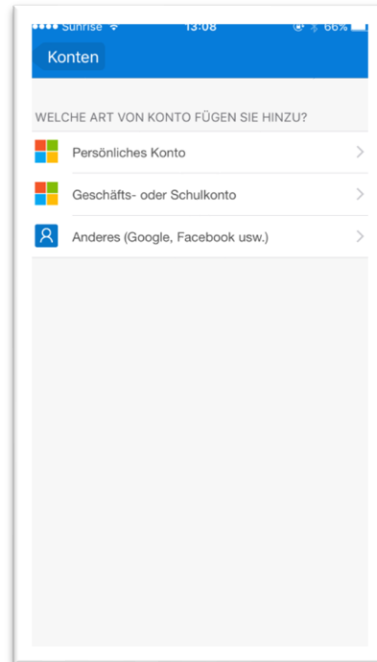 Sunrise 13:08 66%
Konten
WELCHE ART VON KONTO FÜGEN SIE HINZU?
Persönliches Konto
Geschäfts- oder Schulkonto
Anderes (Google, Facebook usw.)